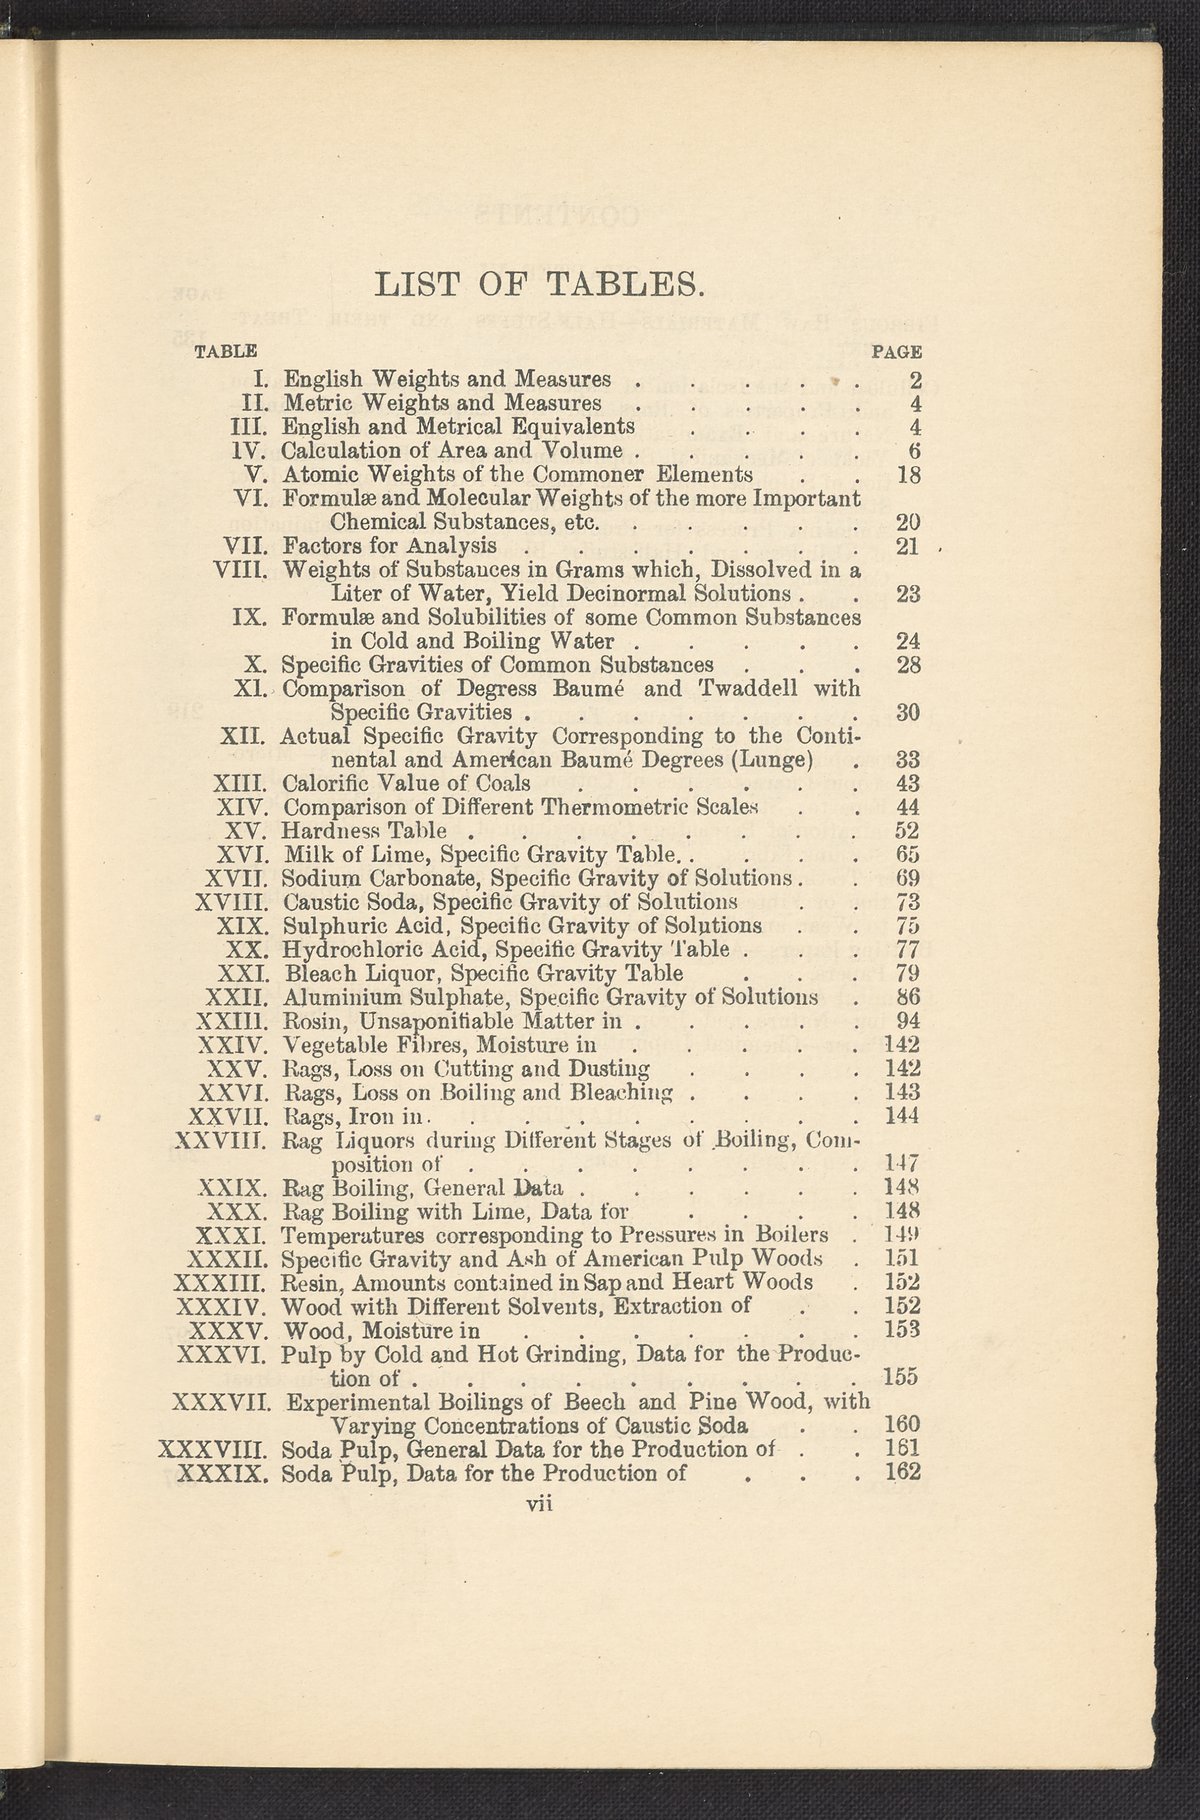 LIST OF TABLES.
TABLE PAGE
I. English Weights and Measures . . . . . 2
II. Metric Weights and Measures . . . . . 4
III. English and Metrical Equivalents . . . . 4
IV. Calculation of Area and Volume . . . . . 6
V. Atomic Weights of the Commoner Elements . . 18
VI. Formulæ and Molecular Weights of the more Important
Chemical Substances, etc. . . . . . 20
VII. Factors for Analysis . . . . . . . 21
VIII. Weights of Substances in Grams which, Dissolved in a
Liter of Water, Yield Decinormal Solutions . . 23
IX. Formulæ and Solubilities of some Common Substances
in Cold and Boiling Water . . . . . 24
X. Specific Gravities of Common Substances . . . 28
XI. Comparison of Degress Baumé and Twaddell with
Specific Gravities . . . . . . . 30
XII. Actual Specific Gravity Corresponding to the Conti-
nental and American Baumé Degrees (Lunge) . 33
XIII. Calorific Value of Coals . . . . . . 43
XIV. Comparison of Different Thermometric Scales . . 44
XV. Hardness Table . . . . . . . . 52
XVI. Milk of Lime, Specific Gravity Table. . . . . 65
XVII. Sodium Carbonate, Specific Gravity of Solutions . . 69
XVIII. Caustic Soda, Specific Gravity of Solutions . . 73
XIX. Sulphuric Acid, Specific Gravity of Solutions . . 75
XX. Hydrochloric Acid, Specific Gravity Table . . . 77
XXI. Bleach Liquor, Specific Gravity Table . . . 79
XXII. Aluminium Sulphate, Specific Gravity of Solutions . 86
XXIII. Rosin, Unsaponifiable Matter in . . . . . 94
XXIV. Vegetable Fibres, Moisture in . . . . . 142
XXV. Rags, Loss on Cutting and Dusting . . . . 142
XXVI. Rags, Loss on Boiling and Bleaching . . . . 143
XXVII. Rags, Iron in . . . . . . . . . 144
XXVIII. Rag Liquors during Different Stages of Boiling, Com-
position of . . . . . . . . 147
XXIX. Rag Boiling, General Data . . . . . . 148
XXX. Rag Boiling with Lime, Data for . . . . 148
XXXI. Temperatures corresponding to Pressures in Boilers . 149
XXXII. Specific Gravity and Ash of American Pulp Woods . 151
XXXIII. Resin, Amounts contained in Sap and Heart Woods . 152
XXXIV. Wood with Different Solvents, Extraction of . . 152
XXXV. Wood, Moisture in . . . . . . . 153
XXXVI. Pulp by Cold and Hot Grinding, Data for the Produc-
tion of . . . . . . . . . 155
XXXVII. Experimental Boilings of Beech and Pine Wood, with
Varying Concentrations of Caustic Soda . . 160
XXXVIII. Soda Pulp, General Data for the Production of . . 161
XXXIX. Soda Pulp, Data for the Production of . . . 162
vii